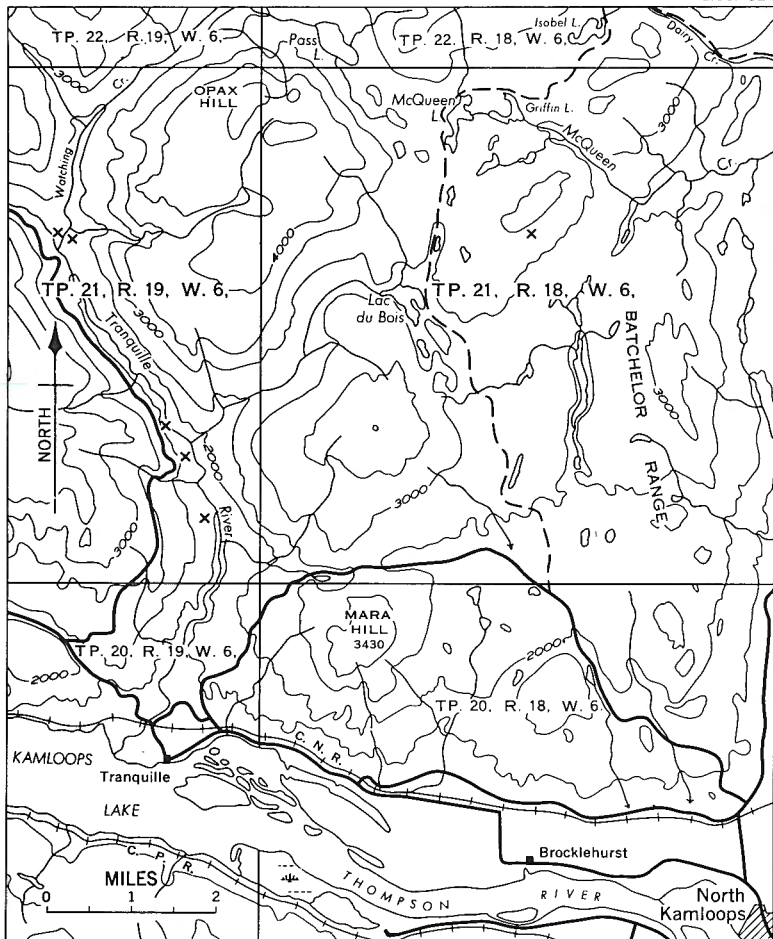 TP. 22, R. 19, W. 6,
Pass L.
TP. 22, R. 18, W. 6,
Isobel L.
Dairy Cr.
3000
Cr.
OPAX HILL
McQueen L.
Griffin L.
McQueen
3000
Cr.
Watching
4000
TP. 21, R. 19, W. 6,
3000
Lac du Bois
TP. 21, R. 18, W. 6,
Tranquille
BATCHELOR
NORTH
3000
2000
3000
RANGE
River
3000
MARA HILL 3430
TP. 20, R. 19, W. 6,
2000
2000
TP. 20, R. 18, W. 6
KAMLOOPS
C. N. R.
Tranquille
LAKE
C. P. R.
Brocklehurst
MILES
0 1 2
THOMPSON RIVER
North Kamloops